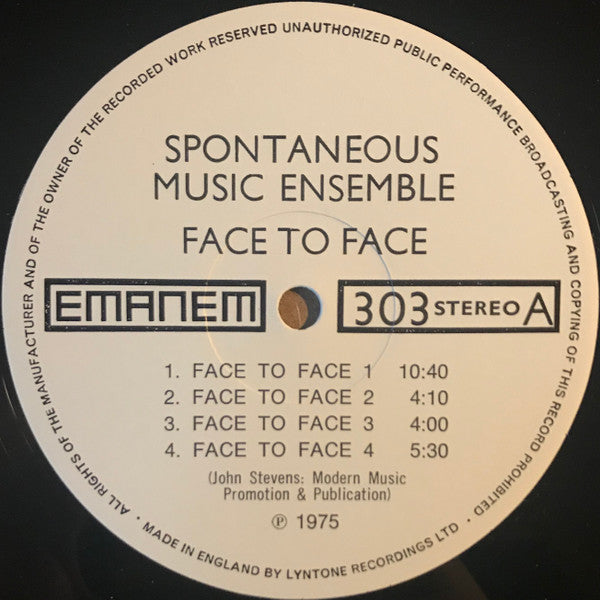 ALL RIGHTS OF THE MANUFACTURER AND OF THE OWNER OF THE RECORDED WORK RESERVED UNAUTHORIZED PUBLIC PERFORMANCE BROADCASTING AND COPYING OF THIS RECORD PROHIBITED
SPONTANEOUS
MUSIC ENSEMBLE
FACE TO FACE
EMANEM
303 STEREO A
1. FACE TO FACE 1 10:40
2. FACE TO FACE 2 4:10
3. FACE TO FACE 3 4:00
4. FACE TO FACE 4 5:30
(John Stevens: Modern Music
Promotion & Publication)
℗ 1975
• MADE IN ENGLAND BY LYNTONE RECORDINGS LTD •